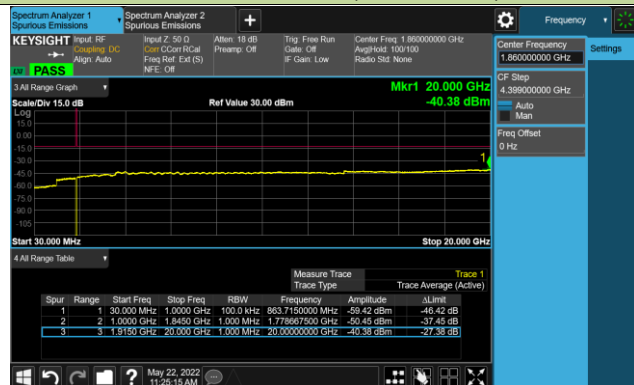 Spectrum Analyzer 1
Spurious Emissions
Spectrum Analyzer 2
Spurious Emissions
+
Frequency
KEYSIGHT
Input: RF
Coupling: DC
Align: Auto
Input Z: 50 Ω
Corr CCorr RCal
Freq Ref: Ext (S)
NFE: Off
Atten: 18 dB
Preamp: Off
Trig: Free Run
Gate: Off
IF Gain: Low
Center Freq: 1.860000000 GHz
Avg|Hold: 100/100
Radio Std: None
PASS
Center Frequency
1.860000000 GHz
Settings
CF Step
4.399000000 GHz
Auto
Man
Freq Offset
0 Hz
3 All Range Graph
Mkr1 20.000 GHz
-40.38 dBm
Scale/Div 15.0 dB
Ref Value 30.00 dBm
Log
15.0
0.00
-15.0
-30.0
-45.0
-60.0
-75.0
-90.0
-105
1
Start 30.000 MHz
Stop 20.000 GHz
4 All Range Table
Measure Trace Trace 1
Trace Type Trace Average (Active)
Spur Range Start Freq Stop Freq RBW Frequency Amplitude ΔLimit
1 1 30.000 MHz 1.0000 GHz 100.0 kHz 863.7150000 MHz -59.42 dBm -46.42 dB
2 2 1.0000 GHz 1.8450 GHz 1.000 MHz 1.778667500 GHz -50.45 dBm -37.45 dB
3 3 1.9150 GHz 20.000 GHz 1.000 MHz 20.00000000 GHz -40.38 dBm -27.38 dB
May 22, 2022
11:25:15 AM